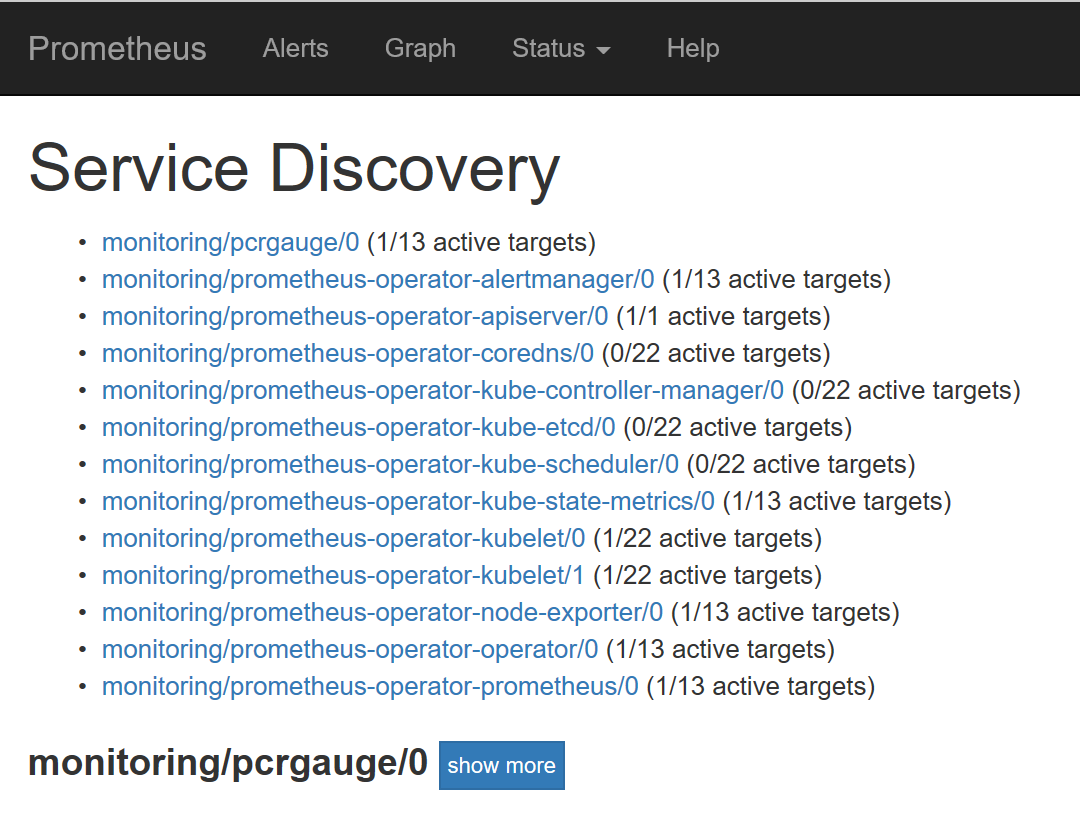 Prometheus Alerts Graph Status Help
Service Discovery
• monitoring/pcrgauge/0 (1/13 active targets)
• monitoring/prometheus-operator-alertmanager/0 (1/13 active targets)
• monitoring/prometheus-operator-apiserver/0 (1/1 active targets)
• monitoring/prometheus-operator-coredns/0 (0/22 active targets)
• monitoring/prometheus-operator-kube-controller-manager/0 (0/22 active targets)
• monitoring/prometheus-operator-kube-etcd/0 (0/22 active targets)
• monitoring/prometheus-operator-kube-scheduler/0 (0/22 active targets)
• monitoring/prometheus-operator-kube-state-metrics/0 (1/13 active targets)
• monitoring/prometheus-operator-kubelet/0 (1/22 active targets)
• monitoring/prometheus-operator-kubelet/1 (1/22 active targets)
• monitoring/prometheus-operator-node-exporter/0 (1/13 active targets)
• monitoring/prometheus-operator-operator/0 (1/13 active targets)
• monitoring/prometheus-operator-prometheus/0 (1/13 active targets)
monitoring/pcrgauge/0 show more